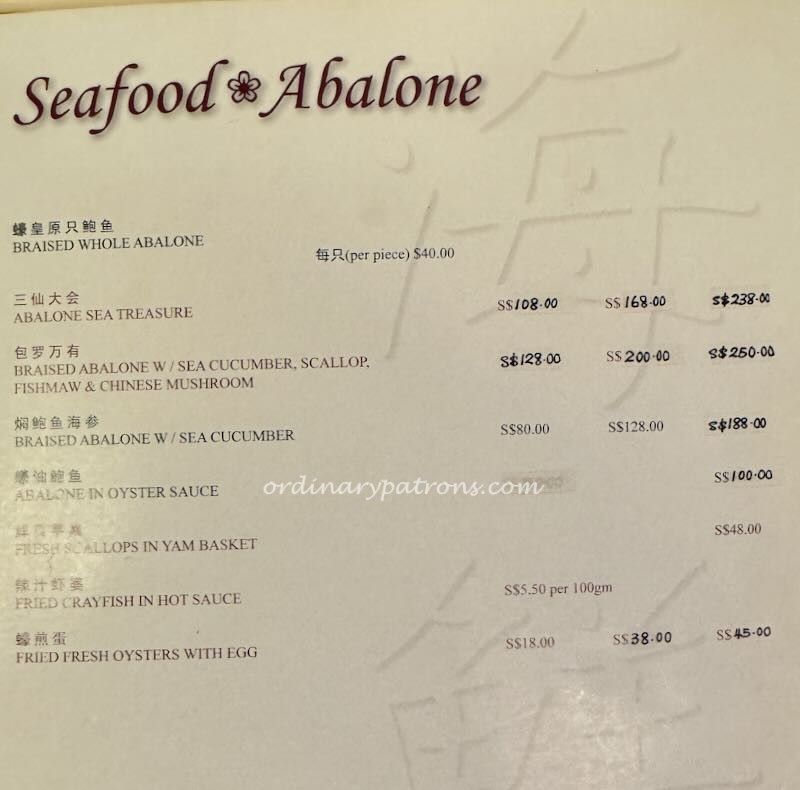 Seafood Abalone
蠔皇原只鲍鱼
BRAISED WHOLE ABALONE
每只(per piece) $40.00
三仙大会
ABALONE SEA TREASURE
S$108.00 S$168.00 S$238.00
包罗万有
BRAISED ABALONE W / SEA CUCUMBER, SCALLOP,
FISHMAW & CHINESE MUSHROOM
S$128.00 S$200.00 S$250.00
焖鲍鱼海参
BRAISED ABALONE W / SEA CUCUMBER
S$80.00 S$128.00 S$188.00
蠔油鲍鱼
ABALONE IN OYSTER SAUCE
S$100.00
ordinarypatrons.com
FRESH SCALLOPS IN YAM BASKET
S$48.00
辣汁虾婆
FRIED CRAYFISH IN HOT SAUCE
S$5.50 per 100gm
蠔煎蛋
FRIED FRESH OYSTERS WITH EGG
S$18.00 S$38.00 S$45.00
海